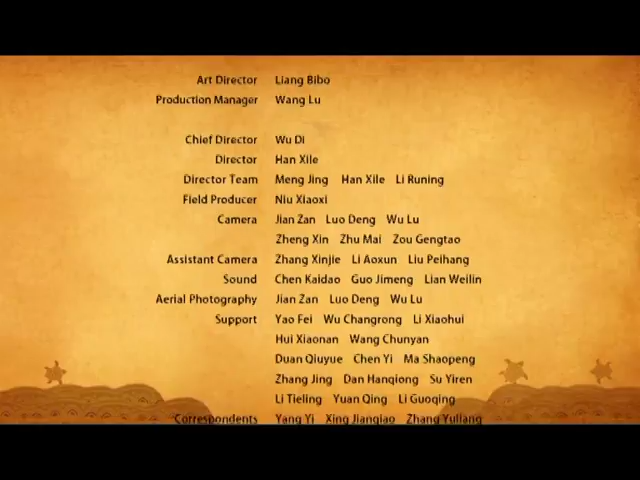 Art Director Liang Bibo
Production Manager Wang Lu
Chief Director Wu Di
Director Han Xile
Director Team Meng Jing Han Xile Li Runing
Field Producer Niu Xiaoxi
Camera Jian Zan Luo Deng Wu Lu
Zheng Xin Zhu Mai Zou Gengtao
Assistant Camera Zhang Xinjie Li Aoxun Liu Peihang
Sound Chen Kaidao Guo Jimeng Lian Weilin
Aerial Photography Jian Zan Luo Deng Wu Lu
Support Yao Fei Wu Changrong Li Xiaohui
Hui Xiaonan Wang Chunyan
Duan Qiuyue Chen Yi Ma Shaopeng
Zhang Jing Dan Hanqiong Su Yiren
Li Tieling Yuan Qing Li Guoqing
Correspondents Yang Yi Xing Jianqiao Zhang Yuliang